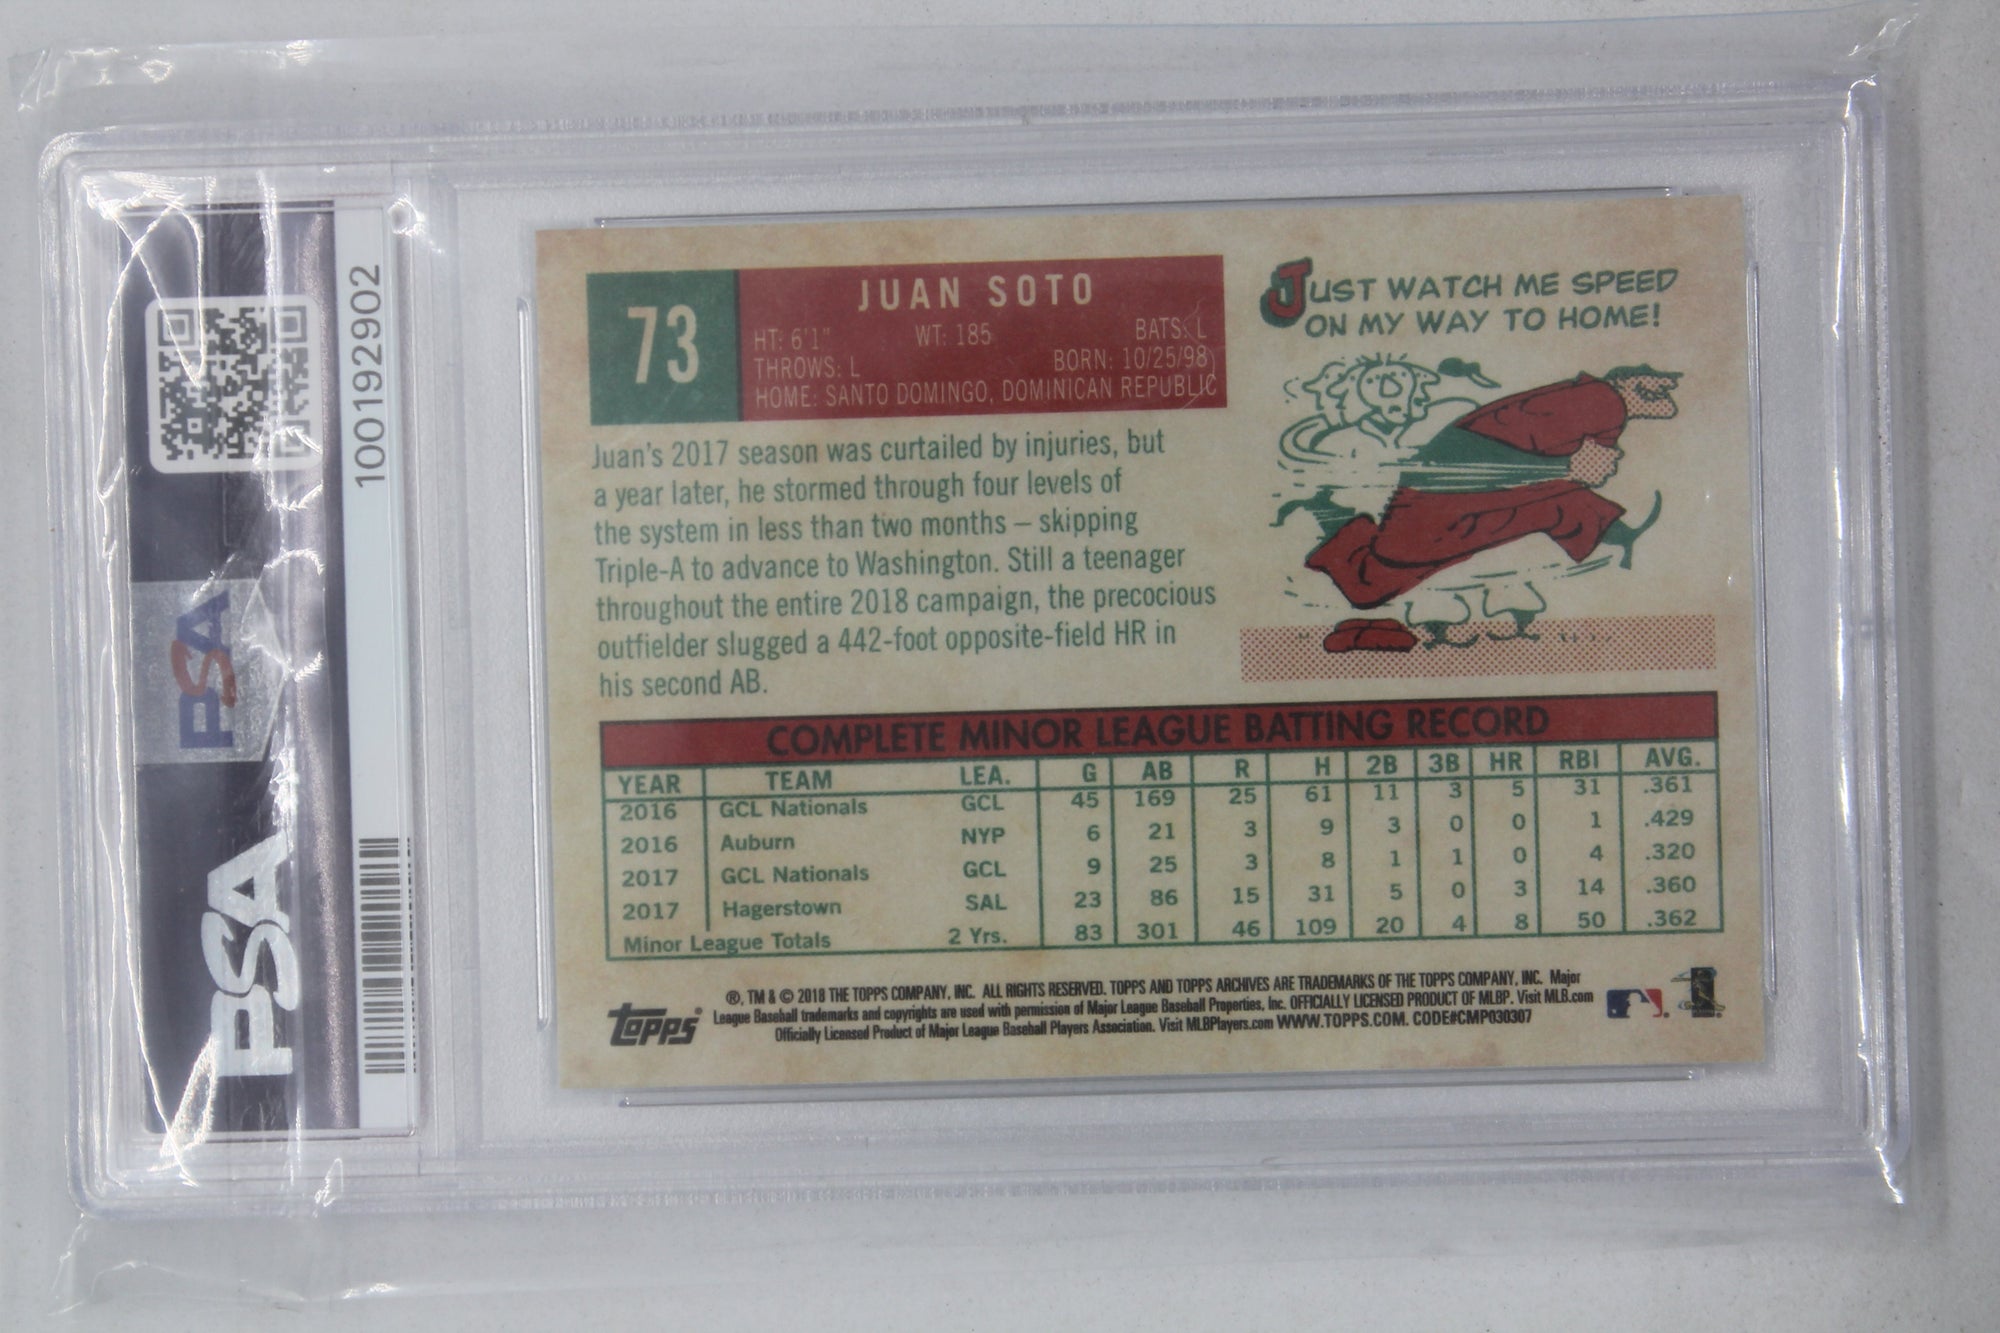 PSA
PSA
100192902
73
JUAN SOTO
HT: 6'1" WT: 185 BATS: L
THROWS: L BORN: 10/25/98
HOME: SANTO DOMINGO, DOMINICAN REPUBLIC
JUST WATCH ME SPEED
ON MY WAY TO HOME!
Juan's 2017 season was curtailed by injuries, but
a year later, he stormed through four levels of
the system in less than two months – skipping
Triple-A to advance to Washington. Still a teenager
throughout the entire 2018 campaign, the precocious
outfielder slugged a 442-foot opposite-field HR in
his second AB.
COMPLETE MINOR LEAGUE BATTING RECORD
YEAR TEAM LEA. G AB R H 2B 3B HR RBI AVG.
2016 GCL Nationals GCL 45 169 25 61 11 3 5 31 .361
2016 Auburn NYP 6 21 3 9 3 0 0 1 .429
2017 GCL Nationals GCL 9 25 3 8 1 1 0 4 .320
2017 Hagerstown SAL 23 86 15 31 5 0 3 14 .360
Minor League Totals 2 Yrs. 83 301 46 109 20 4 8 50 .362
topps
®, TM & © 2018 THE TOPPS COMPANY, INC. ALL RIGHTS RESERVED. TOPPS AND TOPPS ARCHIVES ARE TRADEMARKS OF THE TOPPS COMPANY, INC. Major
League Baseball trademarks and copyrights are used with permission of Major League Baseball Properties, Inc. OFFICIALLY LICENSED PRODUCT OF MLBP. Visit MLB.com
Officially Licensed Product of Major League Baseball Players Association. Visit MLBPlayers.com WWW.TOPPS.COM. CODE#CMP030307